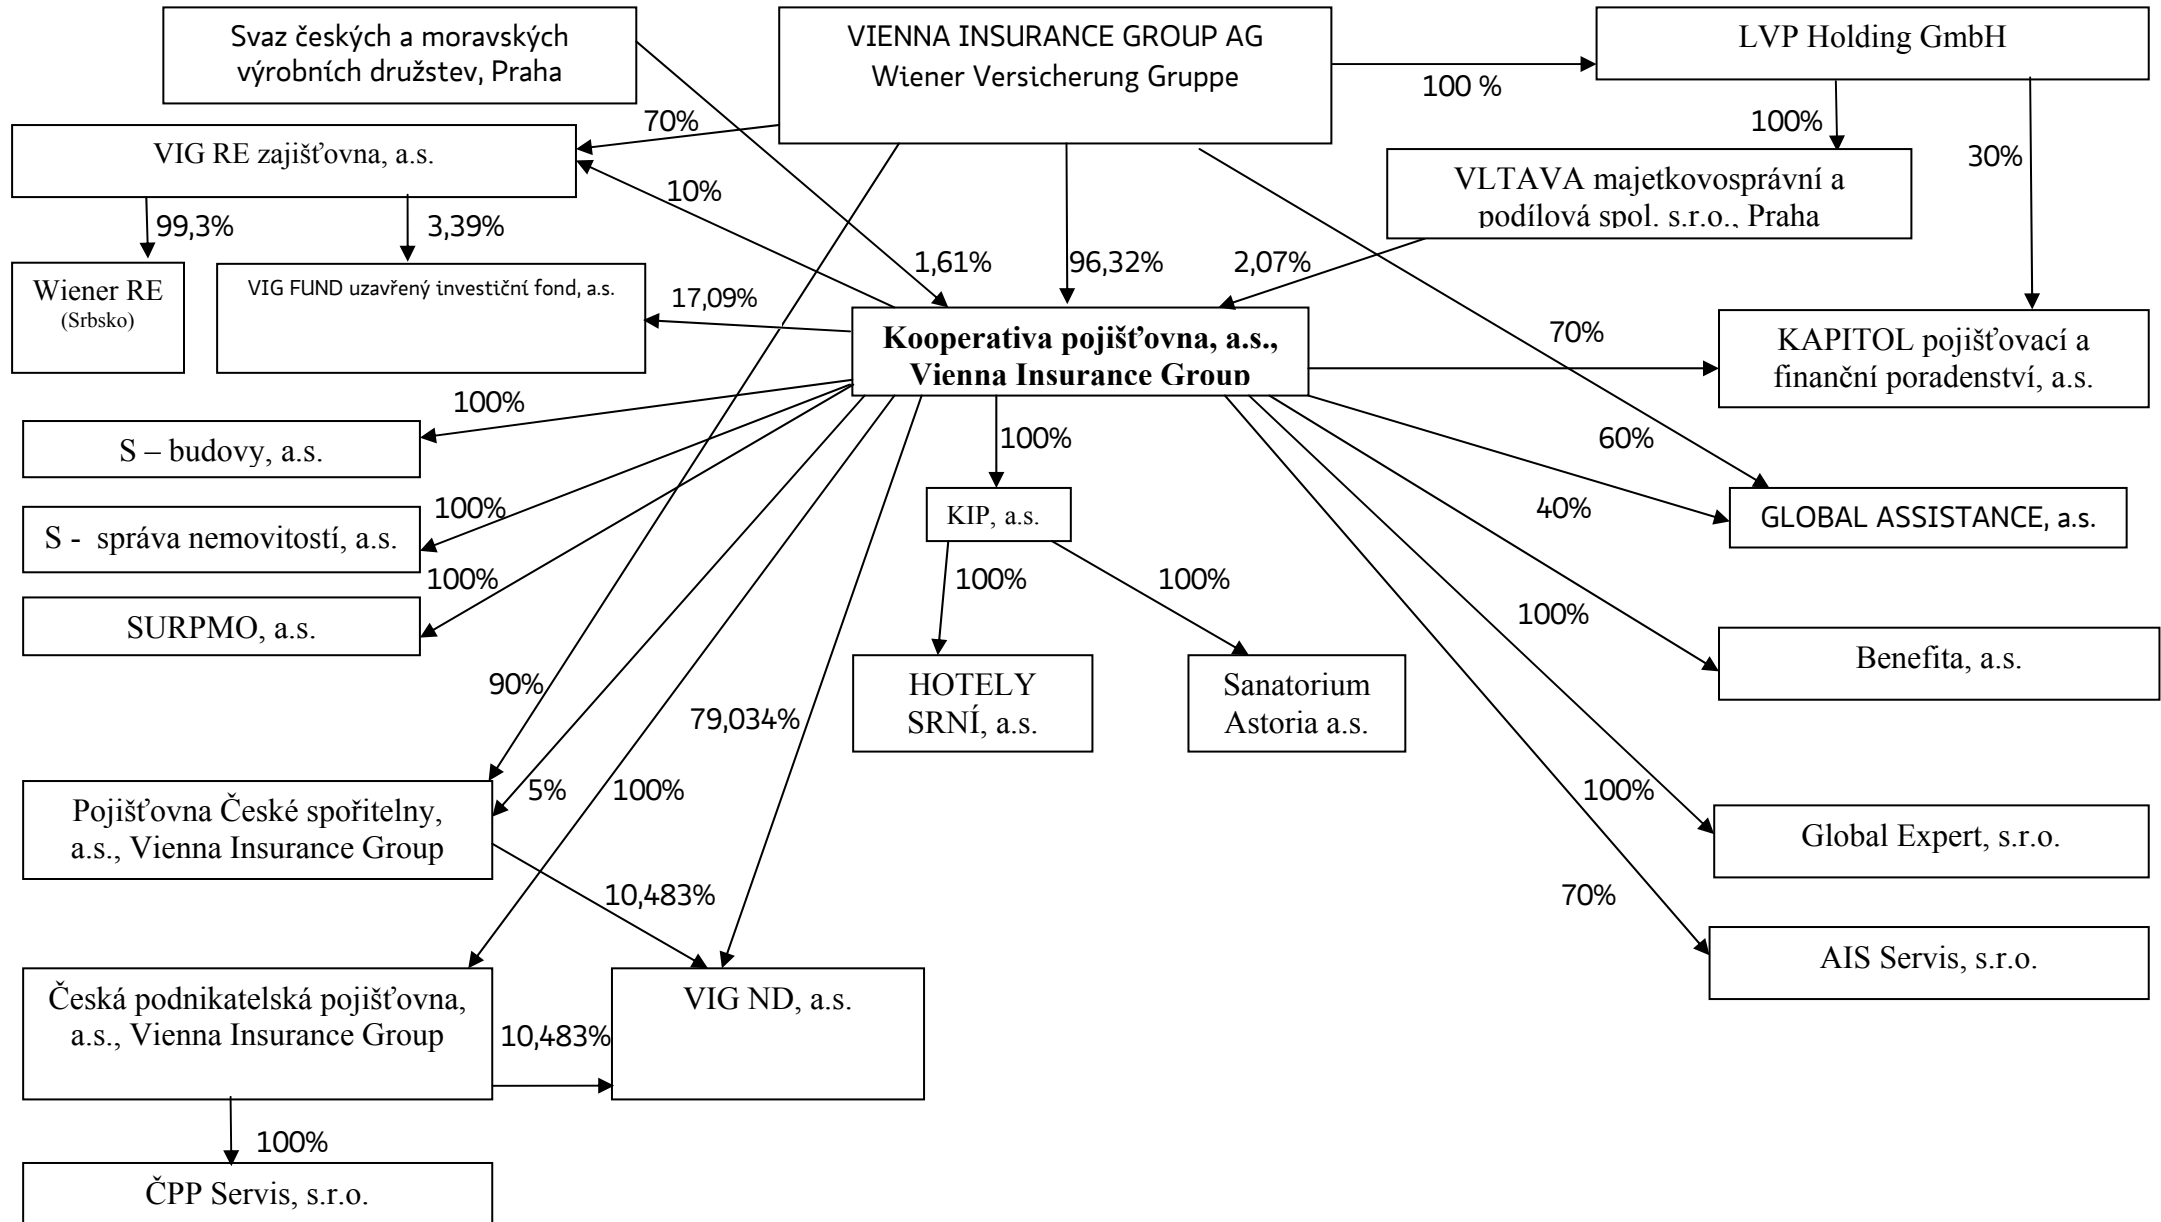 Svaz českých a moravských
výrobních družstev, Praha
VIENNA INSURANCE GROUP AG
Wiener Versicherung Gruppe
LVP Holding GmbH
100 %
70%
100%
VIG RE zajišťovna, a.s.
30%
VLTAVA majetkovosprávní a
podílová spol. s.r.o., Praha
10%
99,3%
3,39%
1,61%
96,32%
2,07%
Wiener RE
(Srbsko)
VIG FUND uzavřený investiční fond, a.s.
17,09%
Kooperativa pojišťovna, a.s.,
Vienna Insurance Group
70%
KAPITOL pojišťovací a
finanční poradenství, a.s.
100%
S – budovy, a.s.
100%
60%
100%
S - správa nemovitostí, a.s.
KIP, a.s.
40%
GLOBAL ASSISTANCE, a.s.
100%
100%
100%
SURPMO, a.s.
100%
Benefita, a.s.
90%
HOTELY
SRNÍ, a.s.
Sanatorium
Astoria a.s.
79,034%
5%
100%
100%
Pojišťovna České spořitelny,
a.s., Vienna Insurance Group
Global Expert, s.r.o.
10,483%
70%
AIS Servis, s.r.o.
Česká podnikatelská pojišťovna,
a.s., Vienna Insurance Group
10,483%
VIG ND, a.s.
100%
ČPP Servis, s.r.o.